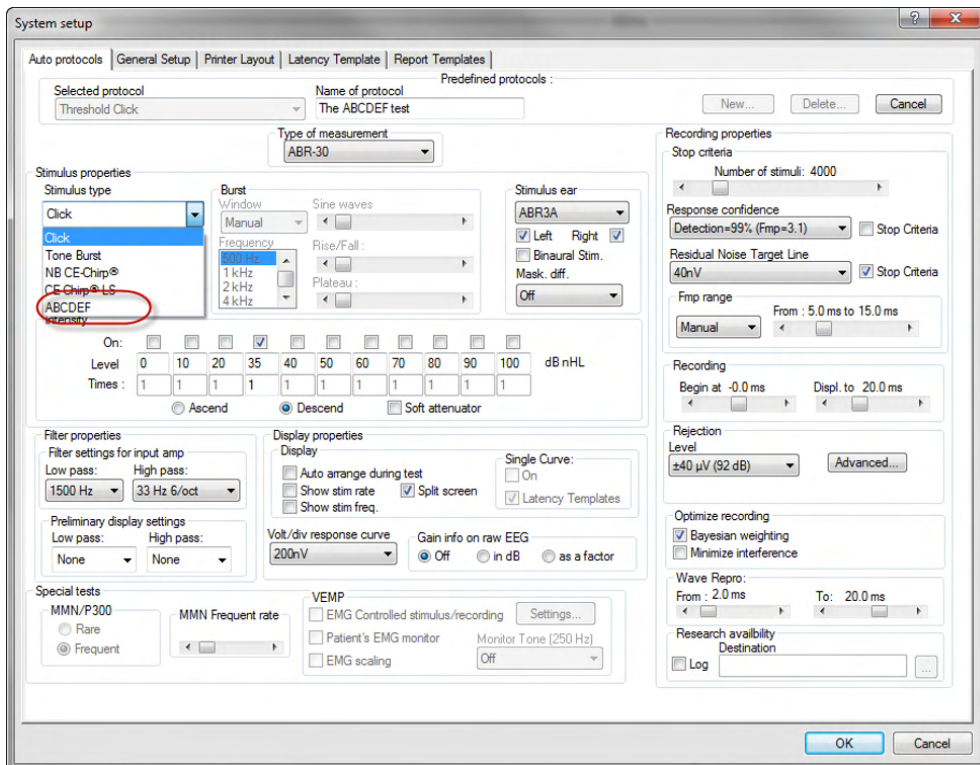 System setup
Auto protocols General Setup Printer Layout Latency Template Report Templates
Predefined protocols :
Selected protocol
Threshold Click
Name of protocol
The ABCDEF test
New... Delete... Cancel
Type of measurement
ABR-30
Stimulus properties
Stimulus type
Click
Click
Tone Burst
NB CE-Chirp®
CE-Chirp® LS
ABCDEF
Burst
Window
Manual
Sine waves
Frequency
500 Hz
1 kHz
2 kHz
4 kHz
Rise/Fall :
Plateau :
Stimulus ear
ABR3A
Left Right
Binaural Stim.
Mask. diff.
Off
Intensity
On:
Level 0 10 20 35 40 50 60 70 80 90 100 dB nHL
Times : 1 1 1 1 1 1 1 1 1 1 1
Ascend Descend Soft attenuator
Filter properties
Filter settings for input amp
Low pass: High pass:
1500 Hz 33 Hz 6/oct
Preliminary display settings
Low pass: High pass:
None None
Display properties
Display
Auto arrange during test
Show stim rate Split screen
Show stim freq.
Single Curve:
On
Latency Templates
Volt/div response curve
200nV
Gain info on raw EEG
Off in dB as a factor
Special tests
MMN/P300
Rare
Frequent
MMN Frequent rate
VEMP
EMG Controlled stimulus/recording Settings...
Patient's EMG monitor Monitor Tone (250 Hz)
EMG scaling Off
Recording properties
Stop criteria
Number of stimuli: 4000
Response confidence
Detection=99% (Fmp=3.1) Stop Criteria
Residual Noise Target Line
40nV Stop Criteria
Fmp range
From : 5.0 ms to 15.0 ms
Manual
Recording
Begin at -0.0 ms Displ. to 20.0 ms
Rejection
Level
±40 µV (92 dB) Advanced...
Optimize recording
Bayesian weighting
Minimize interference
Wave Repro:
From : 2.0 ms To: 20.0 ms
Research availbility
Destination
Log ...
OK Cancel